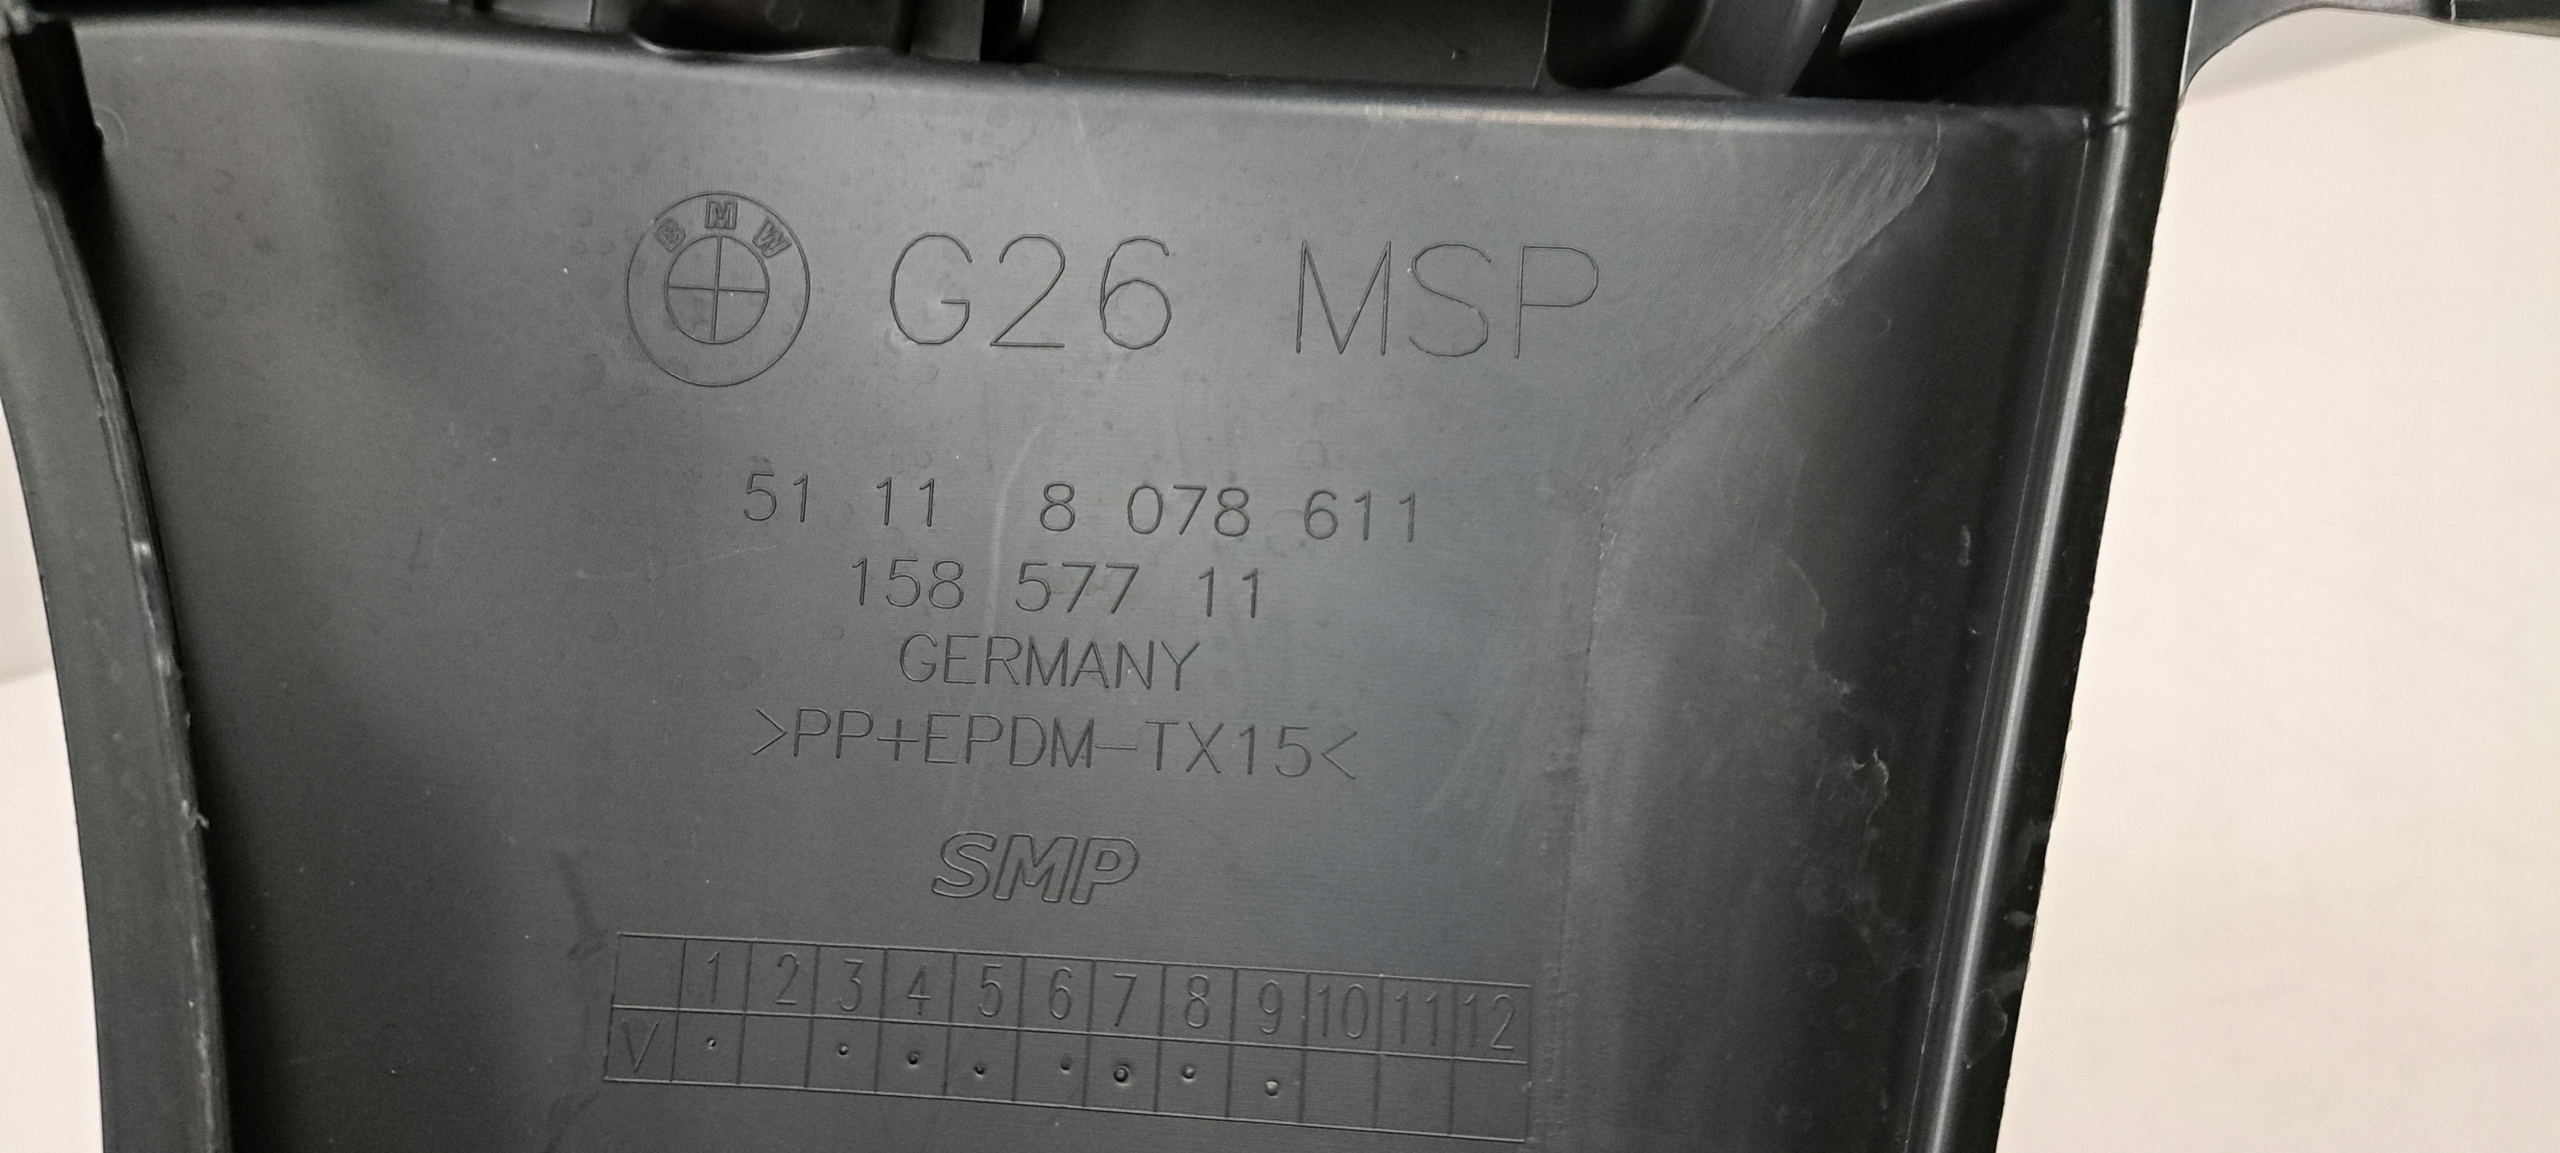 BMW G26 MSP
51 11 8 078 611
158 577 11
GERMANY
>PP+EPDM-TX15<
SMP
1 2 3 4 5 6 7 8 9 10 11 12
V